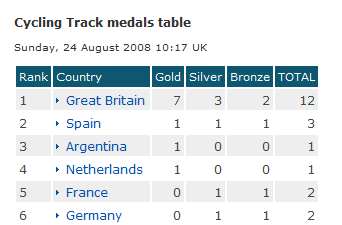 Cycling Track medals table
Sunday, 24 August 2008 10:17 UK
Rank Country Gold Silver Bronze TOTAL
1 Great Britain 7 3 2 12
2 Spain 1 1 1 3
3 Argentina 1 0 0 1
4 Netherlands 1 0 0 1
5 France 0 1 1 2
6 Germany 0 1 1 2